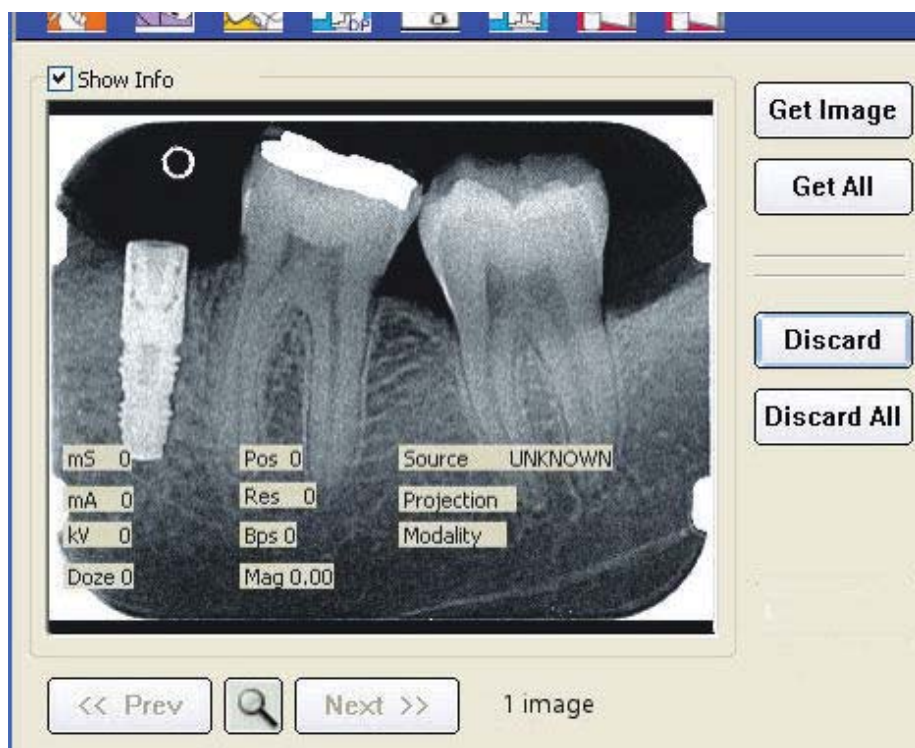 DP
Show Info
Get Image
Get All
Discard
Discard All
mS 0 Pos 0 Source UNKNOWN
mA 0 Res 0 Projection
kV 0 Bps 0 Modality
Doze 0 Mag 0.00
<< Prev Next >> 1 image